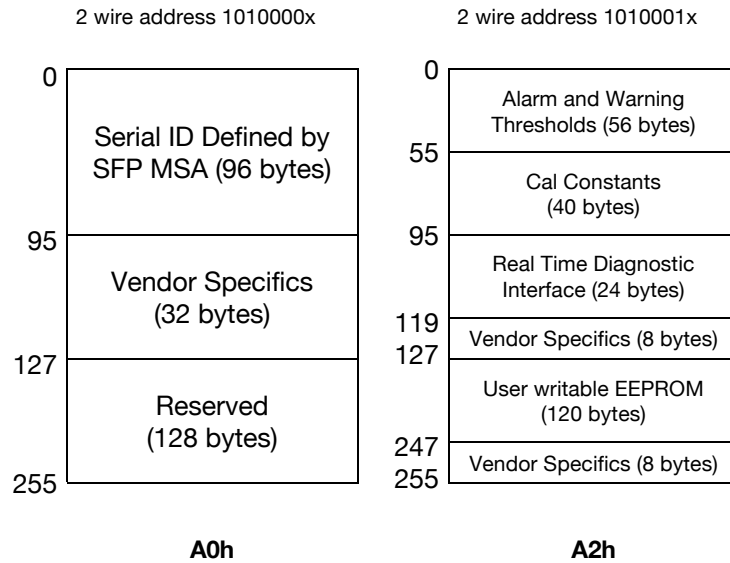 2 wire address 1010000x
0
Serial ID Defined by
SFP MSA (96 bytes)
95
Vendor Specifics
(32 bytes)
127
Reserved
(128 bytes)
255
A0h
2 wire address 1010001x
0
Alarm and Warning
Thresholds (56 bytes)
55
Cal Constants
(40 bytes)
95
Real Time Diagnostic
Interface (24 bytes)
119
Vendor Specifics (8 bytes)
127
User writable EEPROM
(120 bytes)
247
Vendor Specifics (8 bytes)
255
A2h